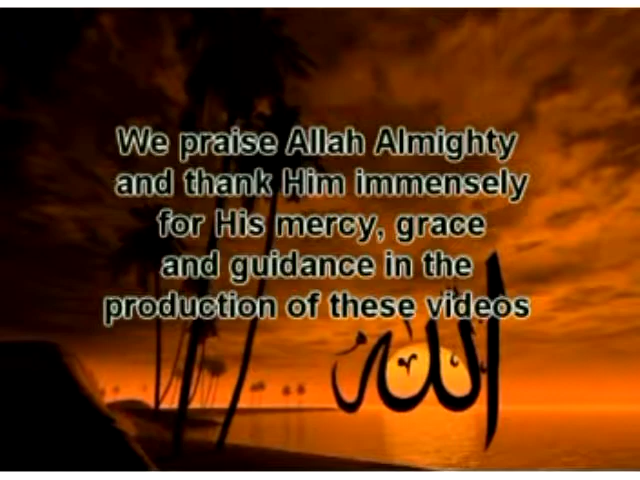 We praise Allah Almighty
and thank Him immensely
for His mercy, grace
and guidance in the
production of these videos
الله